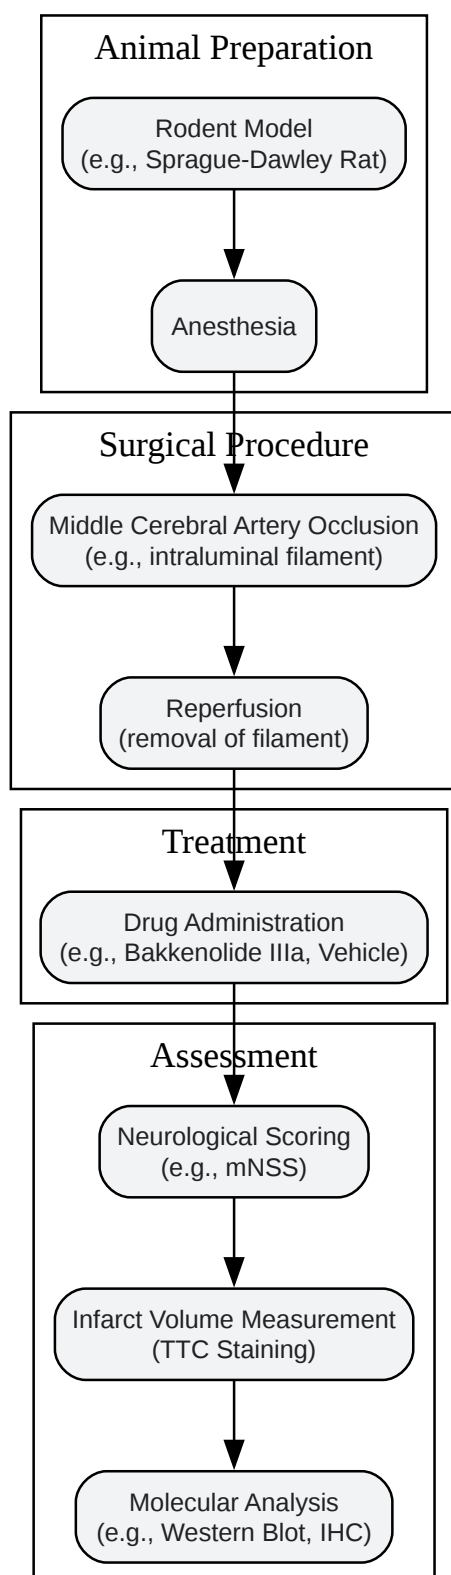 Animal Preparation
Rodent Model
(e.g., Sprague-Dawley Rat)
Anesthesia
Surgical Procedure
Middle Cerebral Artery Occlusion
(e.g., intraluminal filament)
Reperfusion
(removal of filament)
Treatment
Drug Administration
(e.g., Bakkenolide IIIa, Vehicle)
Assessment
Neurological Scoring
(e.g., mNSS)
Infarct Volume Measurement
(TTC Staining)
Molecular Analysis
(e.g., Western Blot, IHC)